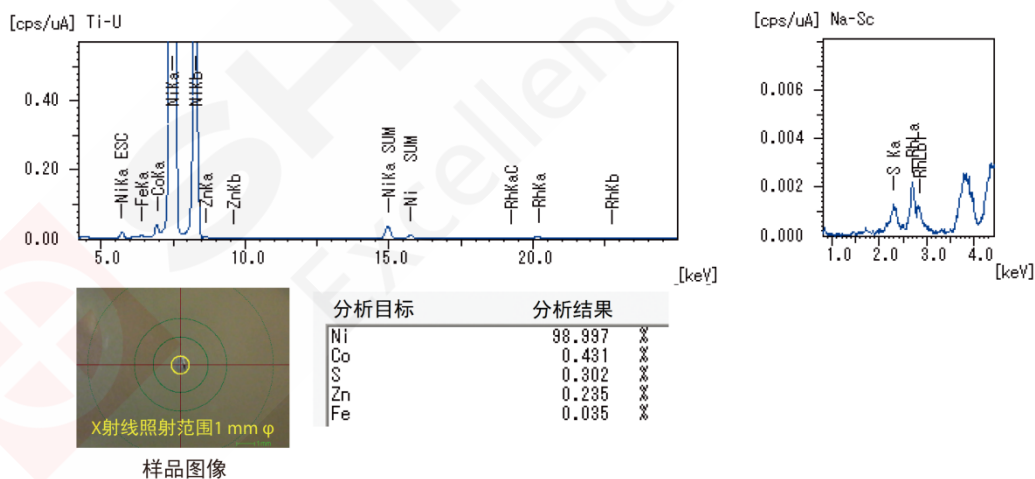 [cps/uA] Ti-U
0.40
0.20
0.00
NiKa ESC
FeKa
CoKa
NiKa
NiKb
ZnKa
ZnKb
NiKa SUM
Ni SUM
RhKaC
RhKa
RhKb
5.0 10.0 15.0 20.0
[keV]
[cps/uA] Na-Sc
0.006
0.004
0.002
0.000
S Ka
RhLa
RhLb1
1.0 2.0 3.0 4.0
[keV]
X射线照射范围1 mm φ
样品图像
分析目标 分析结果
Ni 98.997 %
Co 0.431 %
S 0.302 %
Zn 0.235 %
Fe 0.035 %
Excellence